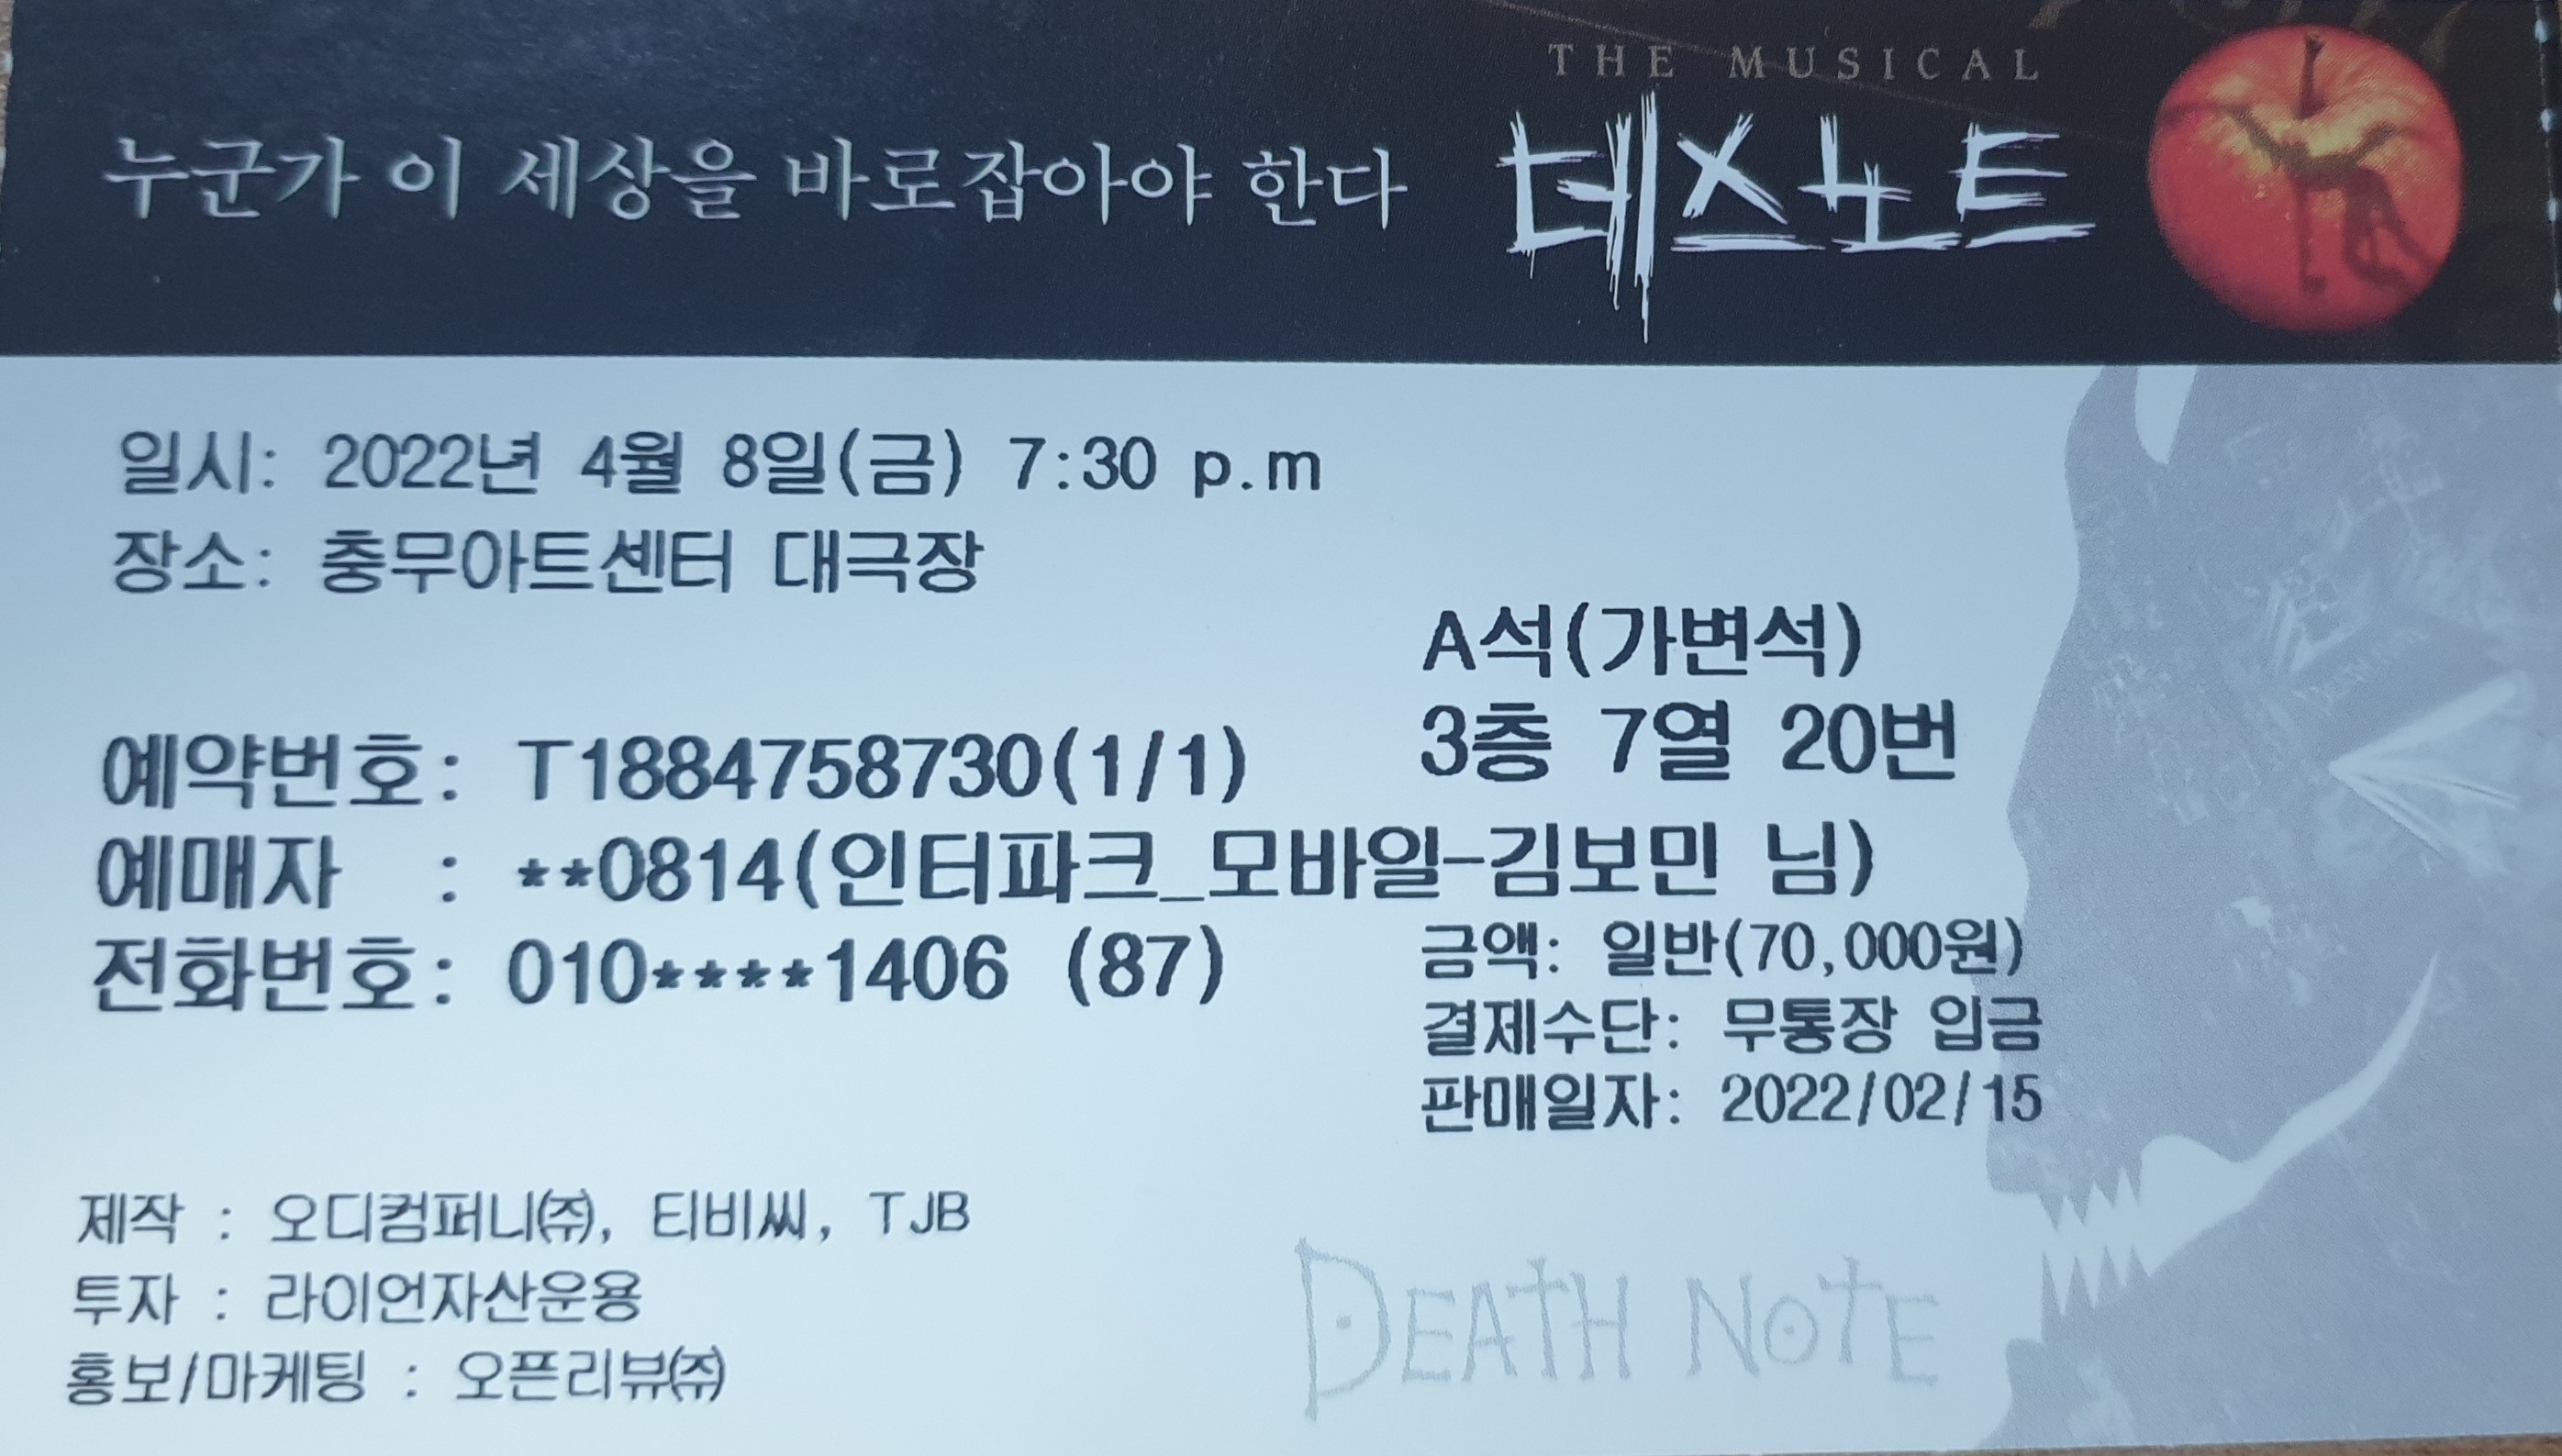 THE MUSICAL
누군가 이 세상을 바로잡아야 한다 데스노트
일시: 2022년 4월 8일(금) 7:30 p.m
장소: 충무아트센터 대극장
A석(가변석)
3층 7열 20번
예약번호: T1884758730(1/1)
예매자 : **0814(인터파크_모바일-김보민 님)
전화번호: 010****1406 (87)
금액: 일반(70,000원)
결제수단: 무통장 입금
판매일자: 2022/02/15
제작 : 오디컴퍼니㈜, 티비씨, TJB
투자 : 라이언자산운용
홍보/마케팅 : 오픈리뷰㈜
DEATH NOTE